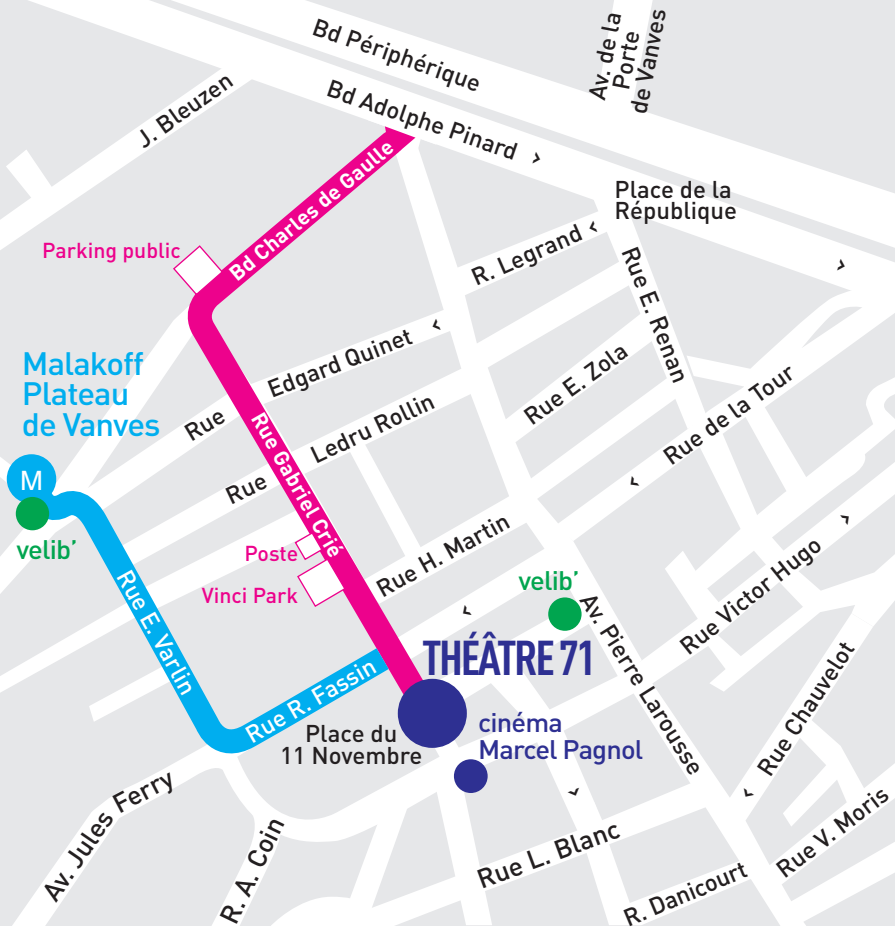 Bd Périphérique
Av. de la
Porte
de Vanves
J. Bleuzen
Bd Adolphe Pinard
Bd Charles de Gaulle
Place de la
République
Parking public
R. Legrand
Rue E. Renan
Malakoff
Plateau
de Vanves
Rue Edgard Quinet
Rue E. Zola
Rue de la Tour
Rue Ledru Rollin
Rue Gabriel Crié
M
velib’
Poste
Vinci Park
Rue H. Martin
velib’
Rue Victor Hugo
Rue E. Varlin
Rue R. Fassin
THÉÂTRE 71
Av. Pierre Larousse
Rue Chauvelot
Place du
11 Novembre
cinéma
Marcel Pagnol
Av. Jules Ferry
R. A. Coin
Rue L. Blanc
Rue V. Moris
R. Danicourt